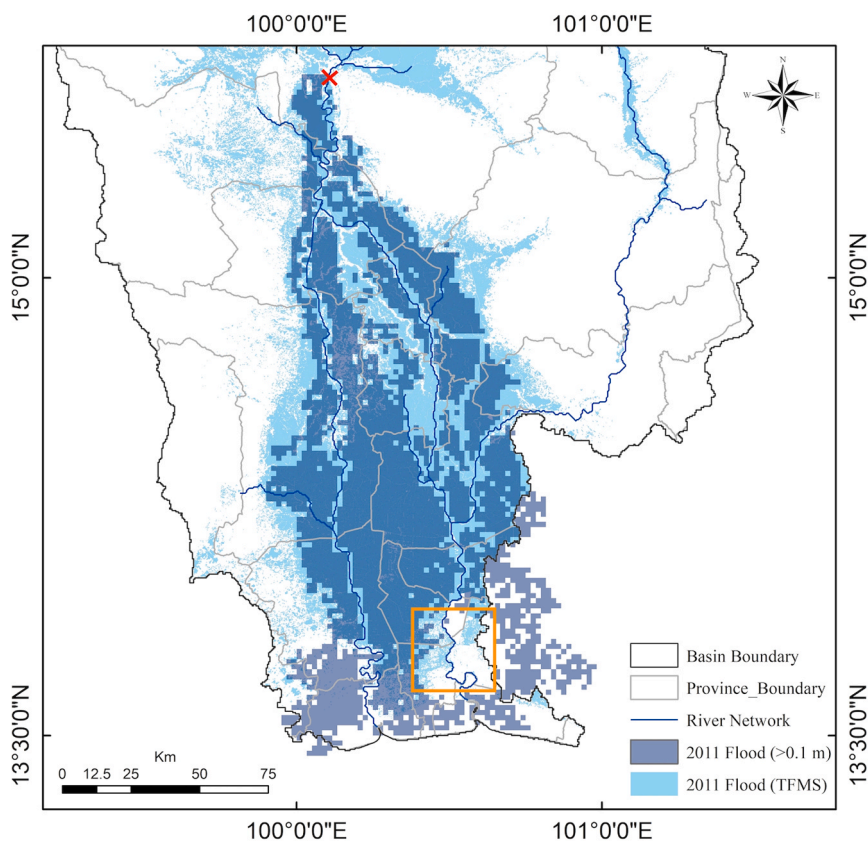 100°0'0"E 101°0'0"E
N
W E
S
15°0'0"N 15°0'0"N
Basin Boundary
Province_Boundary
River Network
2011 Flood (>0.1 m)
2011 Flood (TFMS)
13°30'0"N 13°30'0"N
Km
0 12.5 25 50 75
100°0'0"E 101°0'0"E